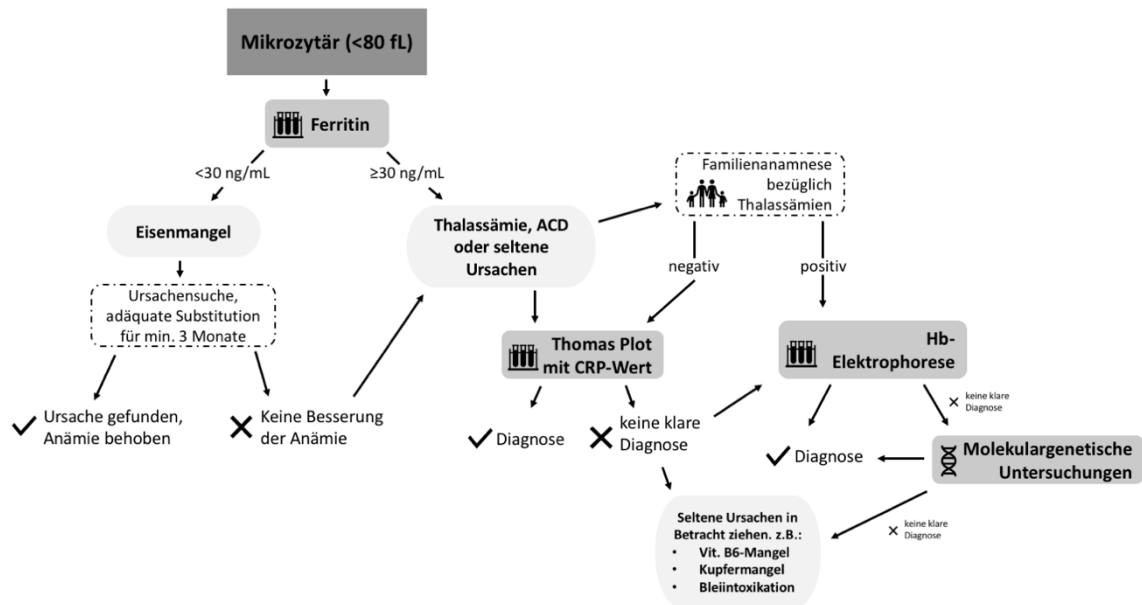 Mikrozytär (<80 fL)
Ferritin
<30 ng/mL
≥30 ng/mL
Familienanamnese
bezüglich
Thalassämien
Eisenmangel
Thalassämie, ACD
oder seltene
Ursachen
negativ
positiv
Ursachensuche,
adäquate Substitution
für min. 3 Monate
Thomas Plot
mit CRP-Wert
Hb-
Elektrophorese
Ursache gefunden,
Anämie behoben
Keine Besserung
der Anämie
Diagnose
keine klare
Diagnose
keine klare
Diagnose
Diagnose
Molekulargenetische
Untersuchungen
keine klare
Diagnose
Seltene Ursachen in
Betracht ziehen. z.B.:
• Vit. B6-Mangel
• Kupfermangel
• Bleiintoxikation